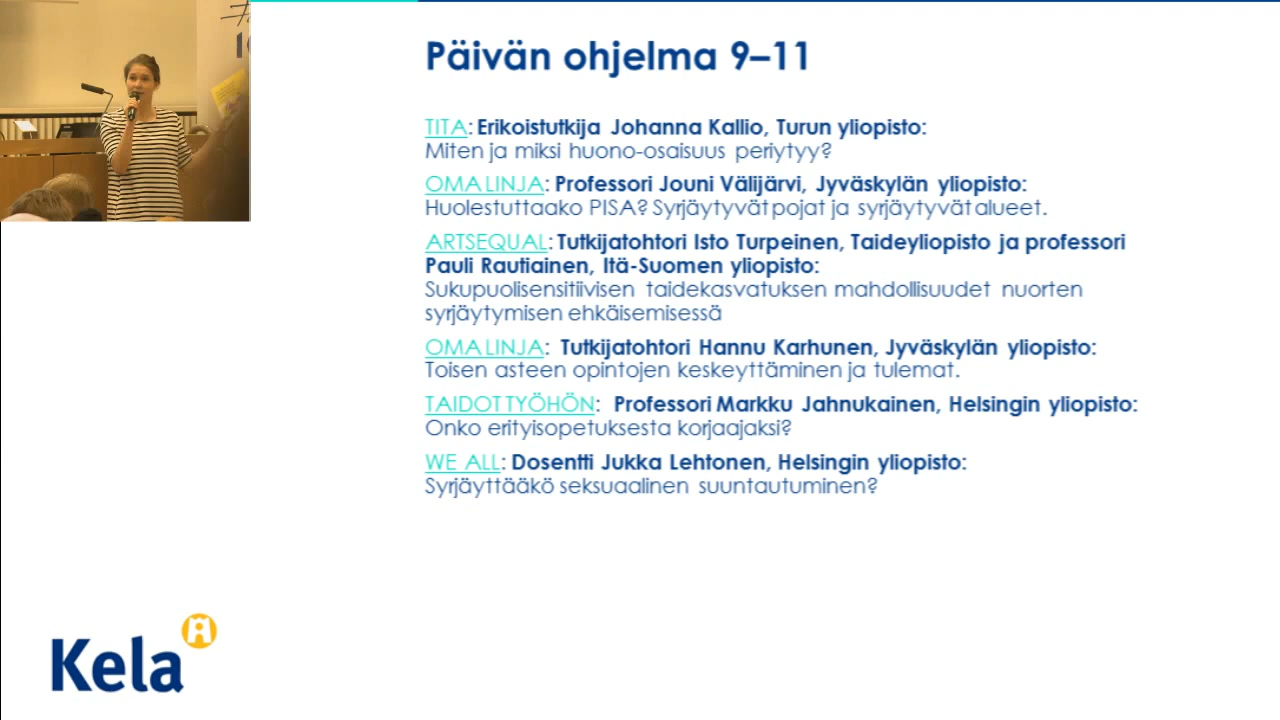 Päivän ohjelma 9–11
TITA: Erikoistutkija Johanna Kallio, Turun yliopisto:
Miten ja miksi huono-osaisuus periytyy?
OMA LINJA: Professori Jouni Välijärvi, Jyväskylän yliopisto:
Huolestuttaako PISA? Syrjäytyvät pojat ja syrjäytyvät alueet.
ARTSEQUAL: Tutkijatohtori Isto Turpeinen, Taideyliopisto ja professori
Pauli Rautiainen, Itä-Suomen yliopisto:
Sukupuolisensitiivisen taidekasvatuksen mahdollisuudet nuorten
syrjäytymisen ehkäisemisessä
OMA LINJA: Tutkijatohtori Hannu Karhunen, Jyväskylän yliopisto:
Toisen asteen opintojen keskeyttäminen ja tulemat.
TAIDOT TYÖHÖN: Professori Markku Jahnukainen, Helsingin yliopisto:
Onko erityisopetuksesta korjaajaksi?
WE ALL: Dosentti Jukka Lehtonen, Helsingin yliopisto:
Syrjäyttääkö seksuaalinen suuntautuminen?
Kela